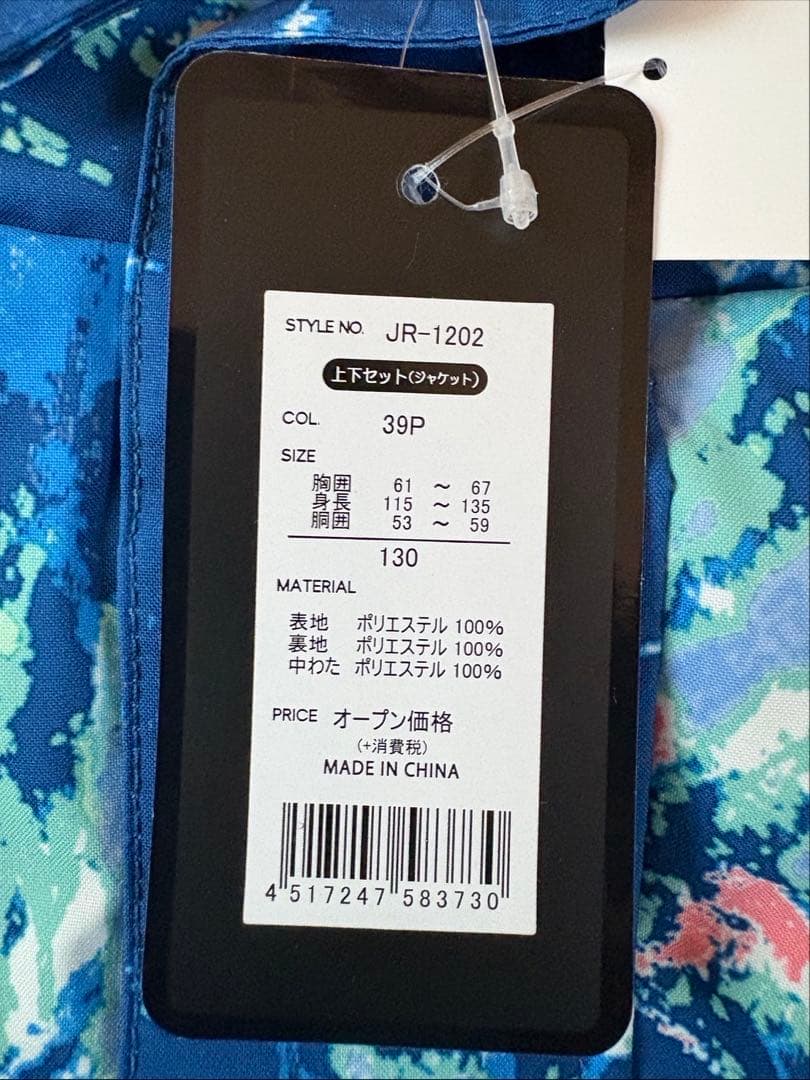 STYLE NO. JR-1202
上下セット(ジャケット)
COL. 39P
SIZE
胸囲 61 ～ 67
身長 115 ～ 135
胴囲 53 ～ 59
130
MATERIAL
表地 ポリエステル 100%
裏地 ポリエステル 100%
中わた ポリエステル 100%
PRICE オープン価格
(+消費税)
MADE IN CHINA
4 517247 583730